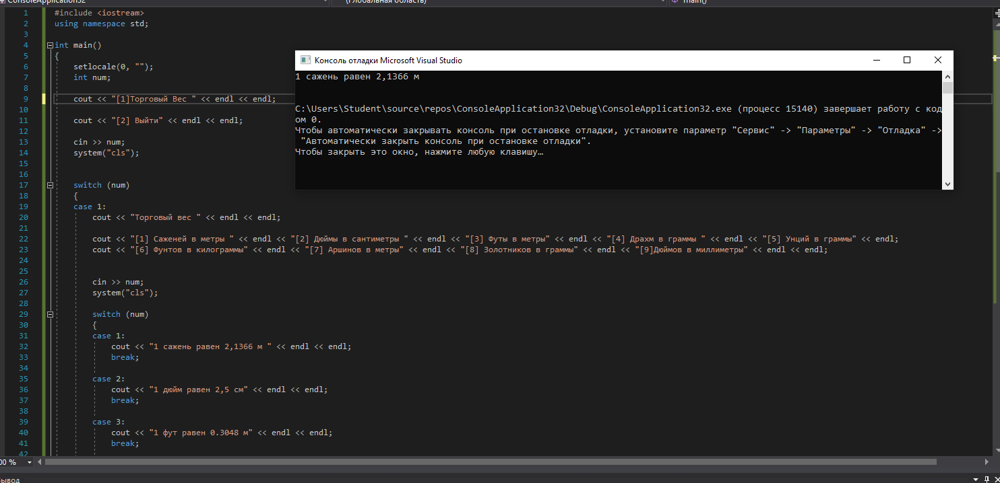 ConsoleApplication32 (Глобальная область) main()
1 #include <iostream>
2 using namespace std;
3
4 int main()
5 {
6 setlocale(0, "");
7 int num;
8
9 cout << "[1]Торговый Вес " << endl << endl;
10
11 cout << "[2] Выйти" << endl << endl;
12
13 cin >> num;
14 system("cls");
15
16
17 switch (num)
18 {
19 case 1:
20 cout << "Торговый вес " << endl << endl;
21
22 cout << "[1] Саженей в метры " << endl << "[2] Дюймы в сантиметры " << endl << "[3] Футы в метры" << endl << "[4] Драхм в граммы " << endl << "[5] Унций в граммы" << endl;
23 cout << "[6] Фунтов в килограммы" << endl << "[7] Аршинов в метры" << endl << "[8] Золотников в граммы" << endl << "[9]Дюймов в миллиметры" << endl << endl;
24
25
26 cin >> num;
27 system("cls");
28
29 switch (num)
30 {
31 case 1:
32 cout << "1 сажень равен 2,1366 м " << endl << endl;
33 break;
34
35 case 2:
36 cout << "1 дюйм равен 2,5 см" << endl << endl;
37 break;
38
39 case 3:
40 cout << "1 фут равен 0.3048 м" << endl << endl;
41 break;
42
Консоль отладки Microsoft Visual Studio
1 сажень равен 2,1366 м
C:\Users\Student\source\repos\ConsoleApplication32\Debug\ConsoleApplication32.exe (процесс 15140) завершает работу с код
ом 0.
Чтобы автоматически закрывать консоль при остановке отладки, установите параметр "Сервис" -> "Параметры" -> "Отладка" ->
"Автоматически закрыть консоль при остановке отладки".
Чтобы закрыть это окно, нажмите любую клавишу…
00 %
ывод